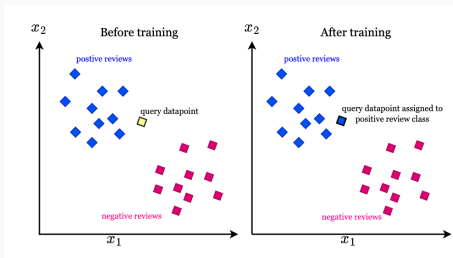 x2
Before training
postive reviews
query datapoint
negative reviews
x1
x2
After training
postive reviews
query datapoint assigned to
positive review class
negative reviews
x1